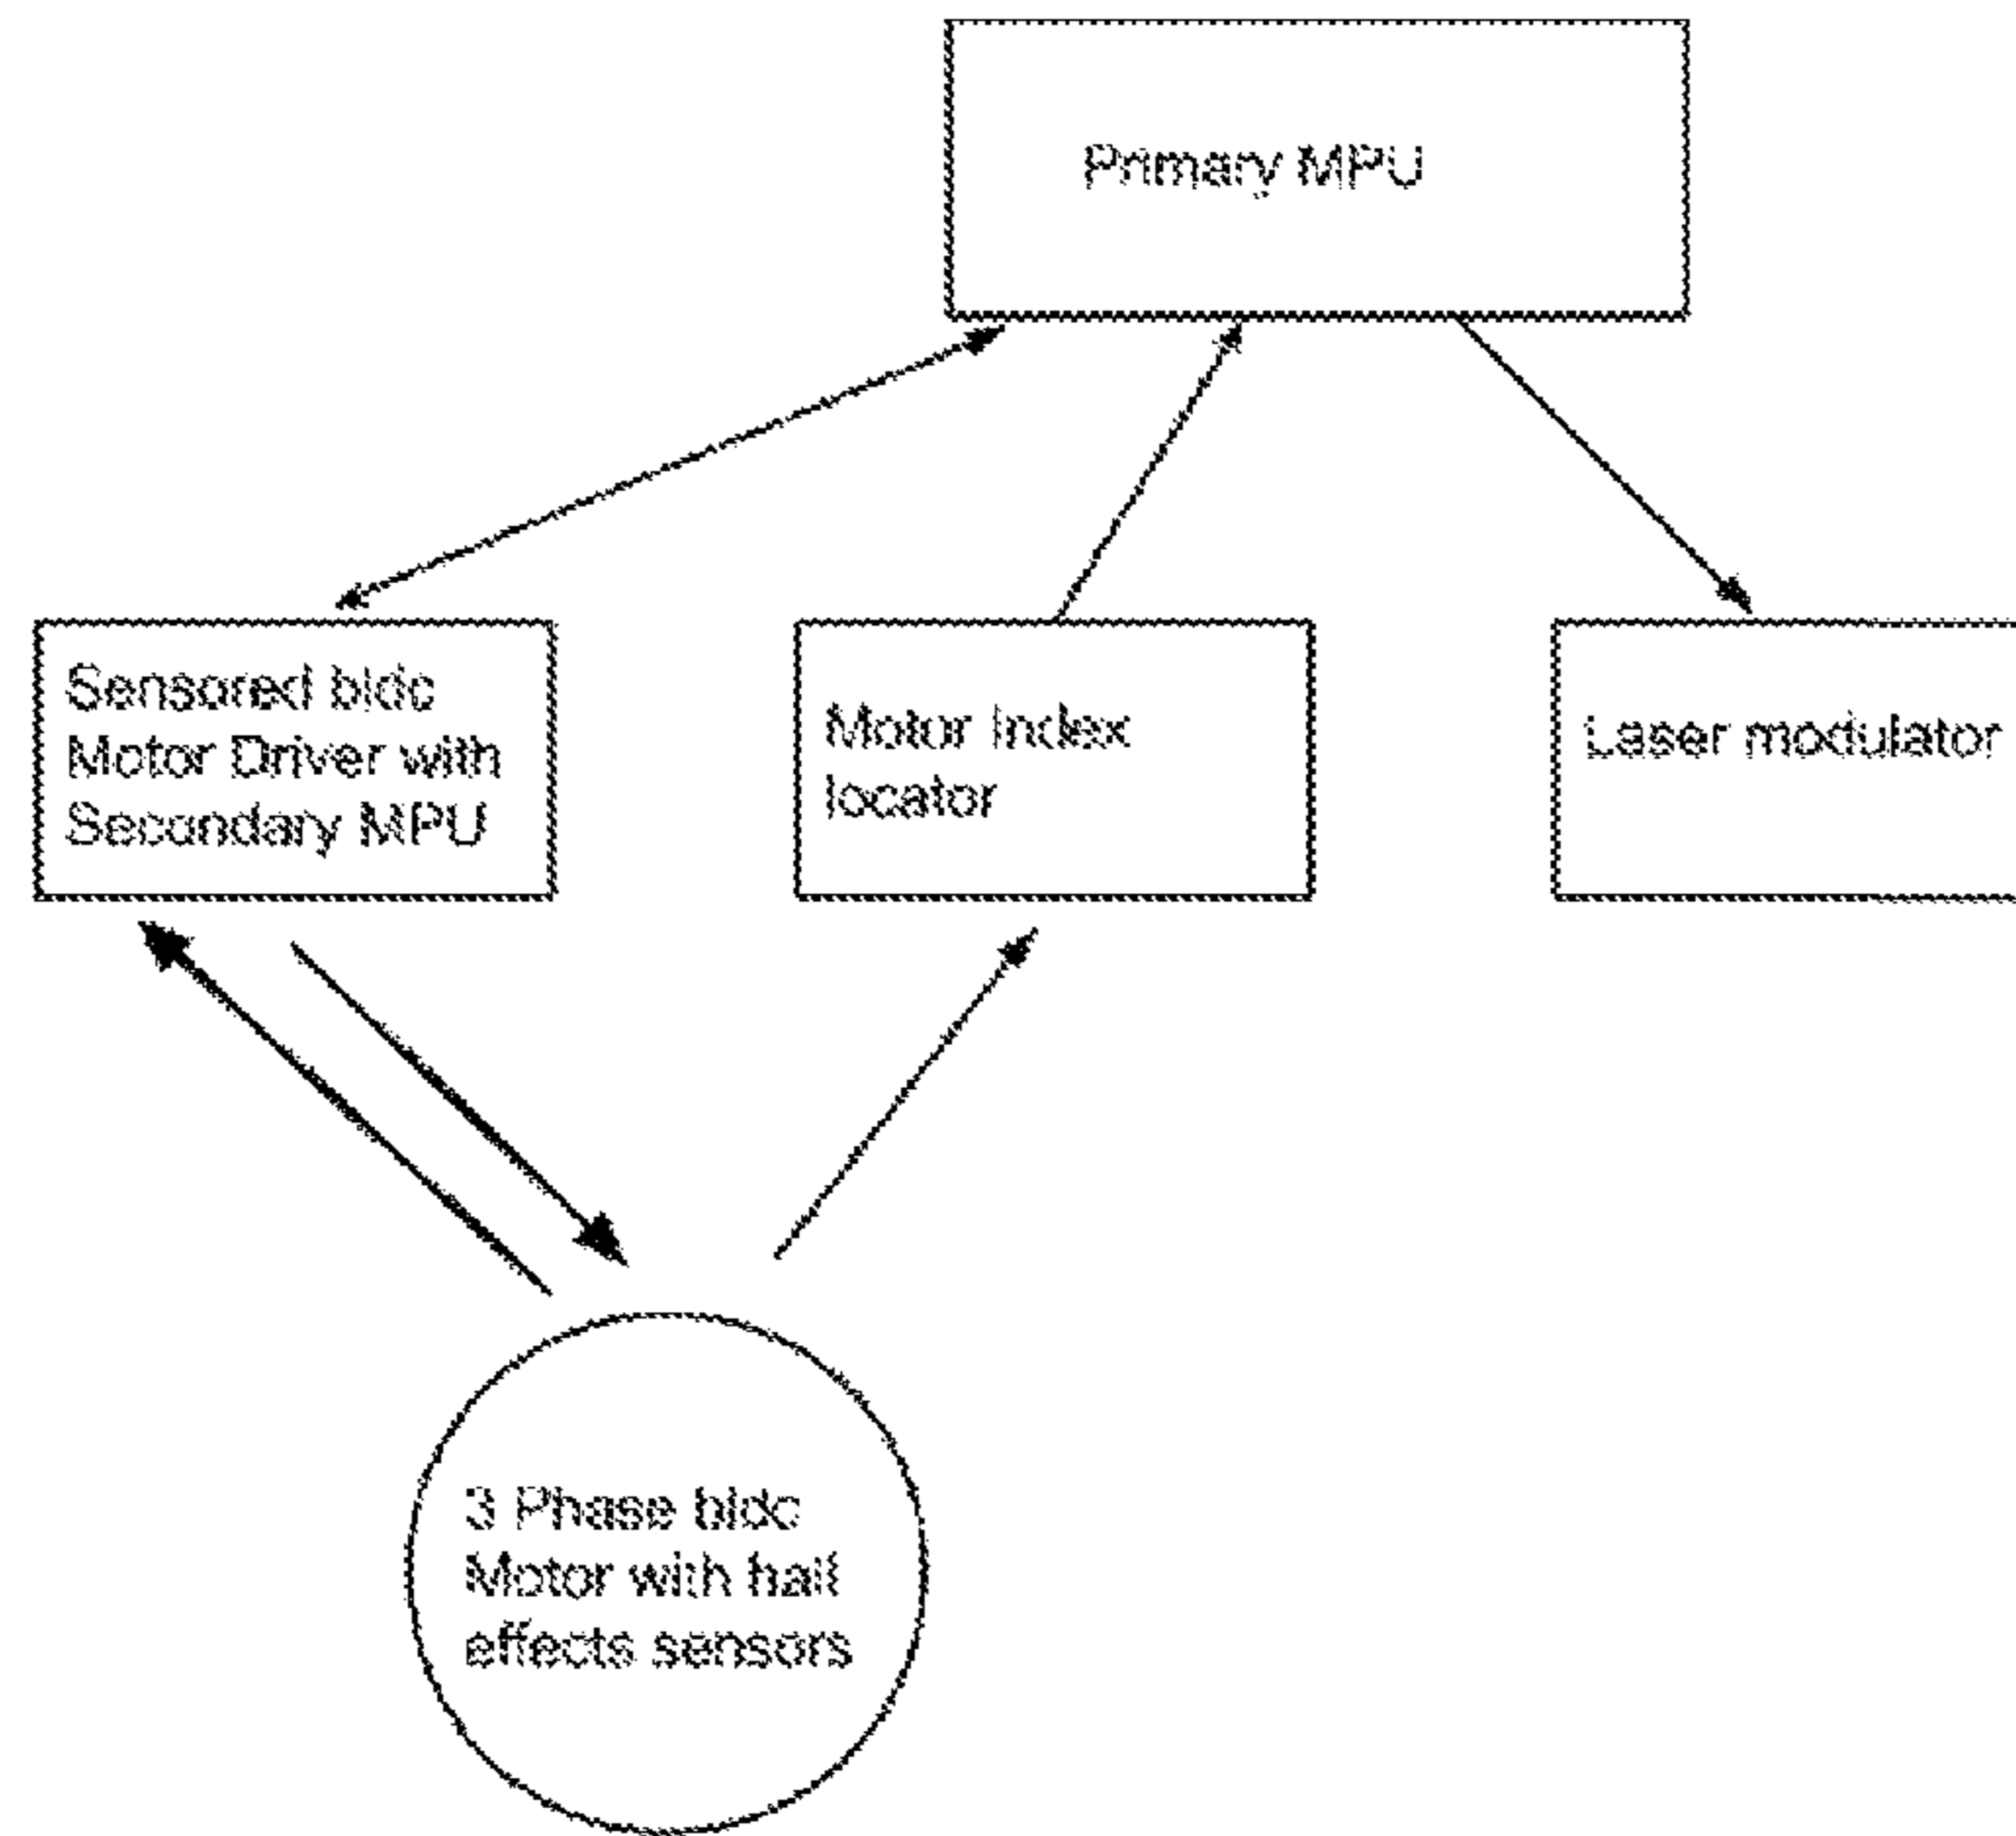 Primary MPU
Sensored bldc
Motor Driver with
Secondary MPU
Motor Index
locator
Laser modulator
3 Phase bldc
Motor with hall
effects sensors